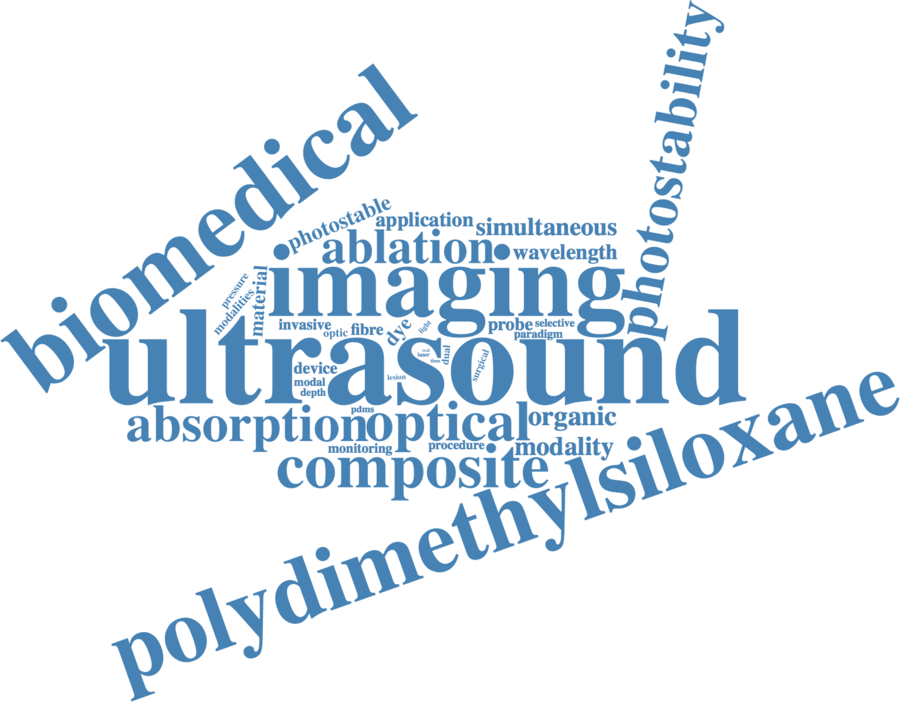 biomedical
photostability
photostable
application
simultaneous
ablation
wavelength
imaging
pressure
modalities
material
invasive
optic
fibre
dye
light
probe
selective
paradigm
ultrasound
real
laser
time
dual
surgical
device
lesion
modal
depth
pdms
absorption
optical
organic
monitoring
procedure
modality
composite
polydimethylsiloxane